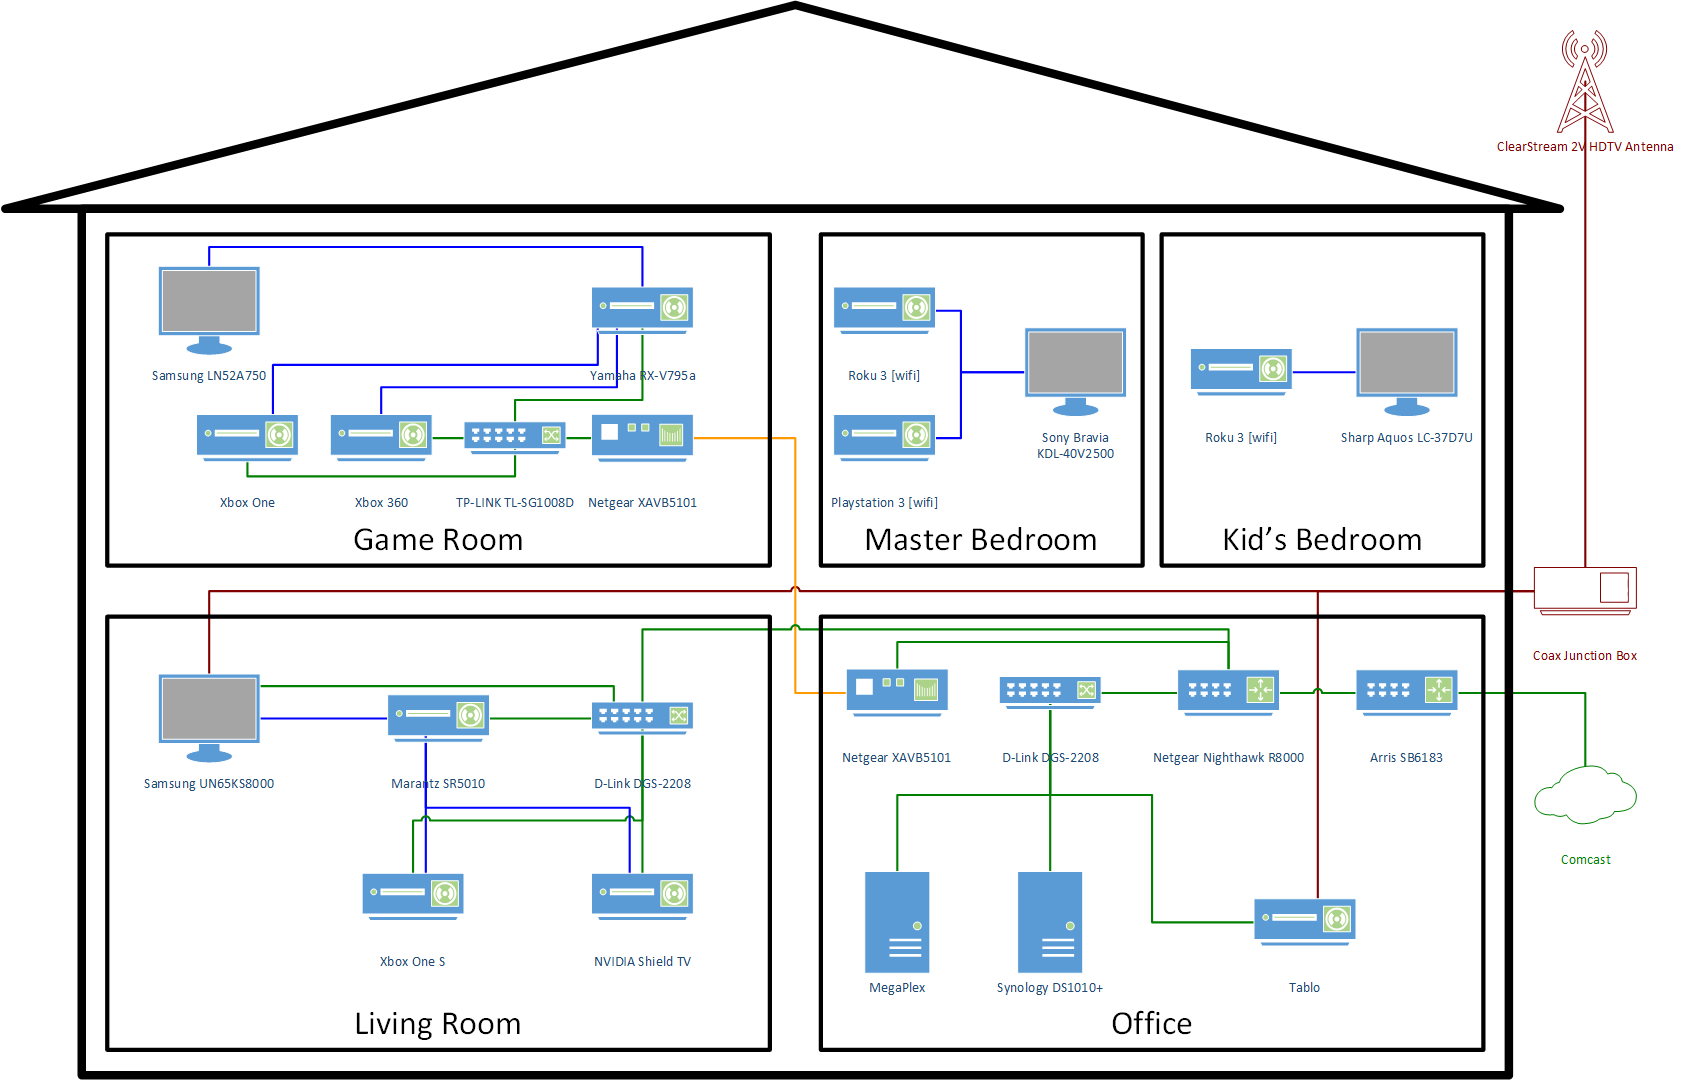 ClearStream 2V HDTV Antenna
Samsung LN52A750
Yamaha RX-V795a
Xbox One
Xbox 360
TP-LINK TL-SG1008D
Netgear XAVB5101
Game Room
Roku 3 [wifi]
Sony Bravia
KDL-40V2500
Playstation 3 [wifi]
Master Bedroom
Roku 3 [wifi]
Sharp Aquos LC-37D7U
Kid’s Bedroom
Coax Junction Box
Samsung UN65KS8000
Marantz SR5010
D-Link DGS-2208
Xbox One S
NVIDIA Shield TV
Living Room
Netgear XAVB5101
D-Link DGS-2208
Netgear Nighthawk R8000
Arris SB6183
MegaPlex
Synology DS1010+
Tablo
Office
Comcast